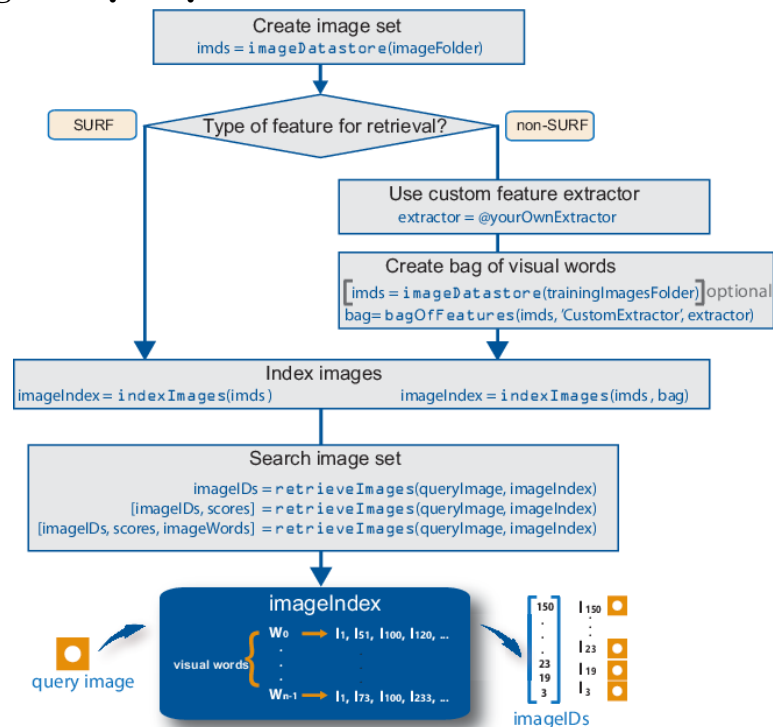 Create image set
imds = imageDatastore(imageFolder)
SURF
Type of feature for retrieval?
non-SURF
Use custom feature extractor
extractor = @yourOwnExtractor
Create bag of visual words
[imds = imageDatastore(trainingImagesFolder)] optional
bag= bagOfFeatures(imds, 'CustomExtractor', extractor)
Index images
imageIndex = indexImages(imds)
imageIndex = indexImages(imds, bag)
Search image set
imageIDs = retrieveImages(queryImage, imageIndex)
[imageIDs, scores] = retrieveImages(queryImage, imageIndex)
[imageIDs, scores, imageWords] = retrieveImages(queryImage, imageIndex)
imageIndex
query image
visual words
W0 I1, I51, I100, I120, ...
.
.
.
Wn-1 I1, I73, I100, I233, ...
150
.
.
.
23
19
3
I150
.
.
.
I23
I19
I3
imageIDs